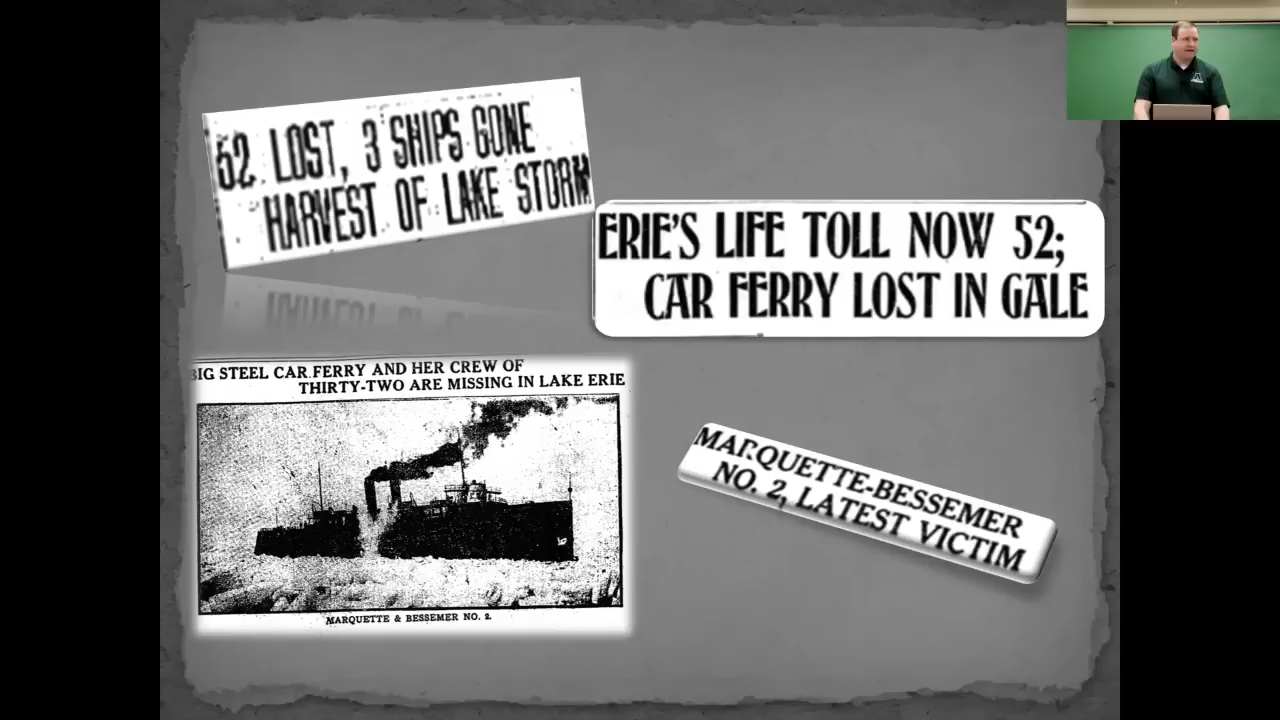 52 LOST, 3 SHIPS GONE
HARVEST OF LAKE STORM
ERIE'S LIFE TOLL NOW 52;
CAR FERRY LOST IN GALE
BIG STEEL CAR FERRY AND HER CREW OF
THIRTY-TWO ARE MISSING IN LAKE ERIE
MARQUETTE & BESSEMER NO. 2.
MARQUETTE-BESSEMER
NO. 2, LATEST VICTIM